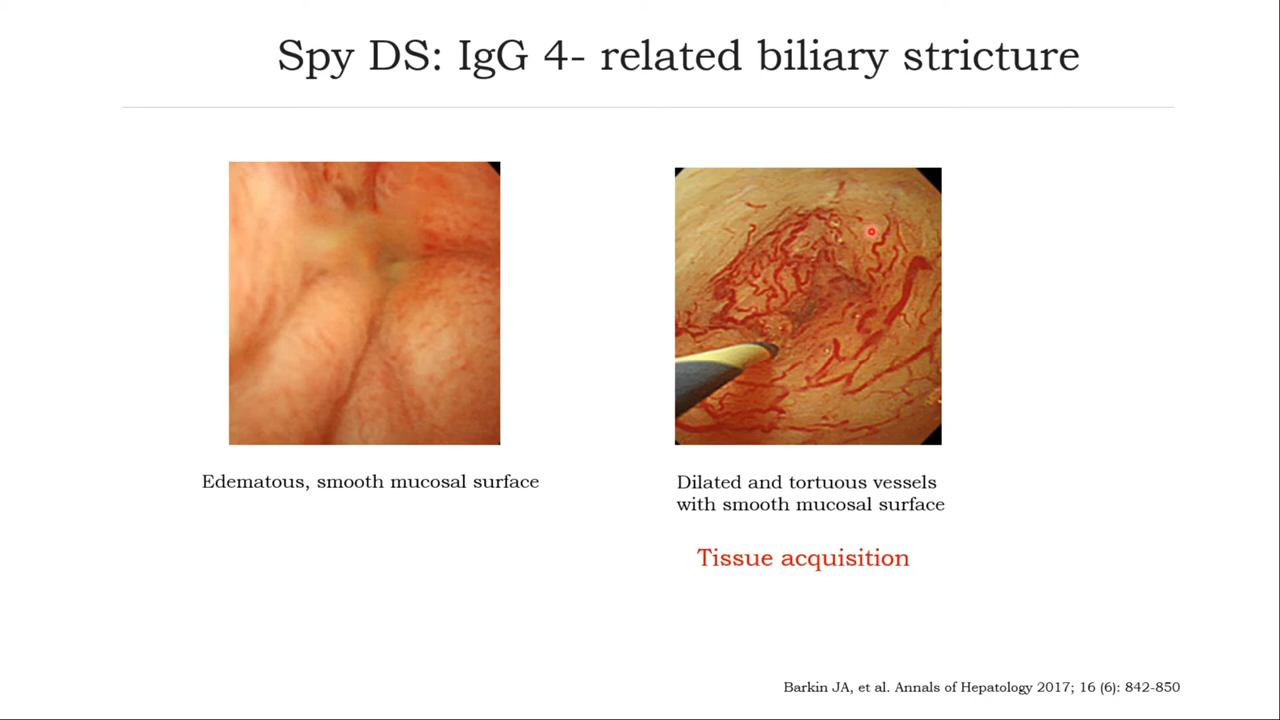 Spy DS: IgG 4- related biliary stricture
Edematous, smooth mucosal surface
Dilated and tortuous vessels
with smooth mucosal surface
Tissue acquisition
Barkin JA, et al. Annals of Hepatology 2017; 16 (6): 842-850